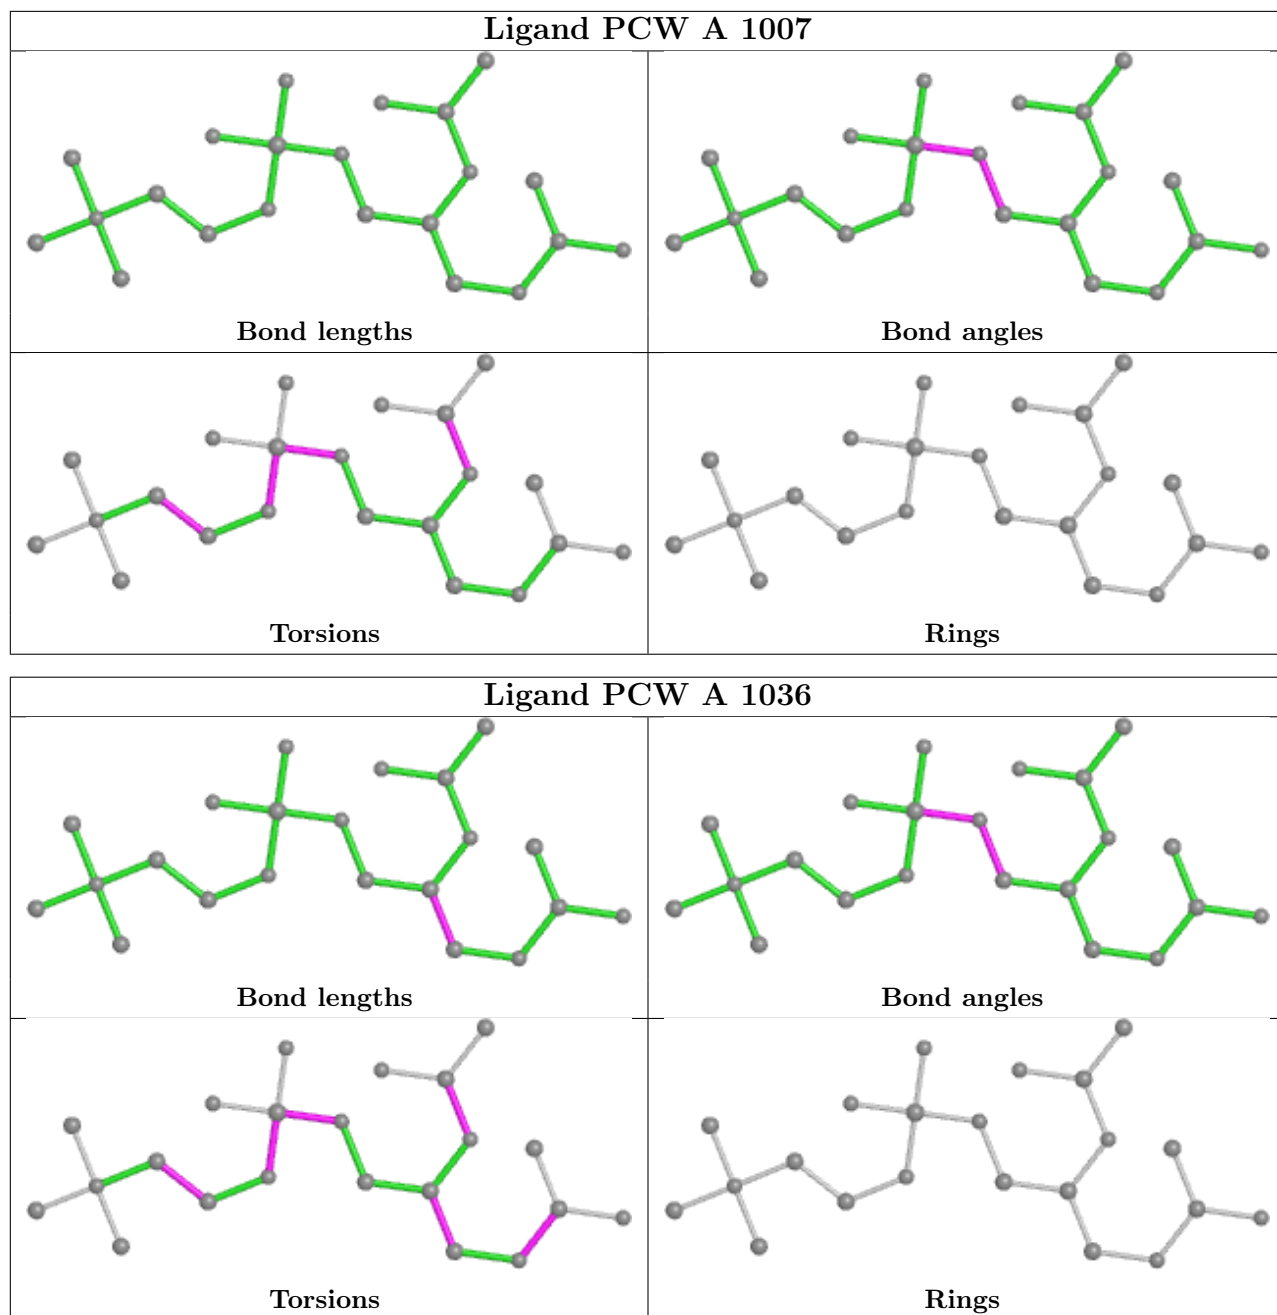 Ligand PCW A 1007
Bond lengths
Bond angles
Torsions
Rings
Ligand PCW A 1036
Bond lengths
Bond angles
Torsions
Rings